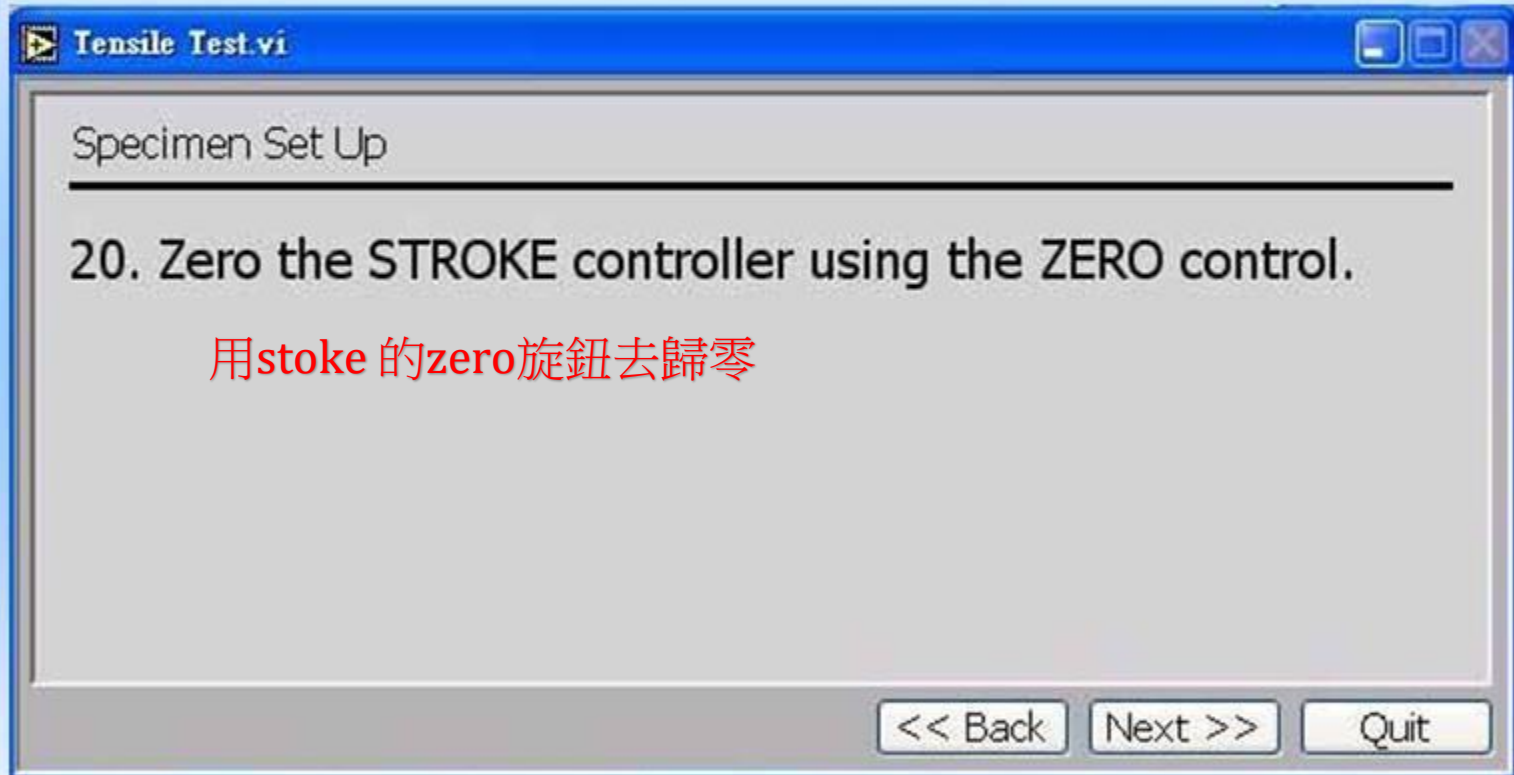 Tensile Test.vi
Specimen Set Up
20. Zero the STROKE controller using the ZERO control.
用stoke 的zero旋鈕去歸零
<< Back Next >> Quit